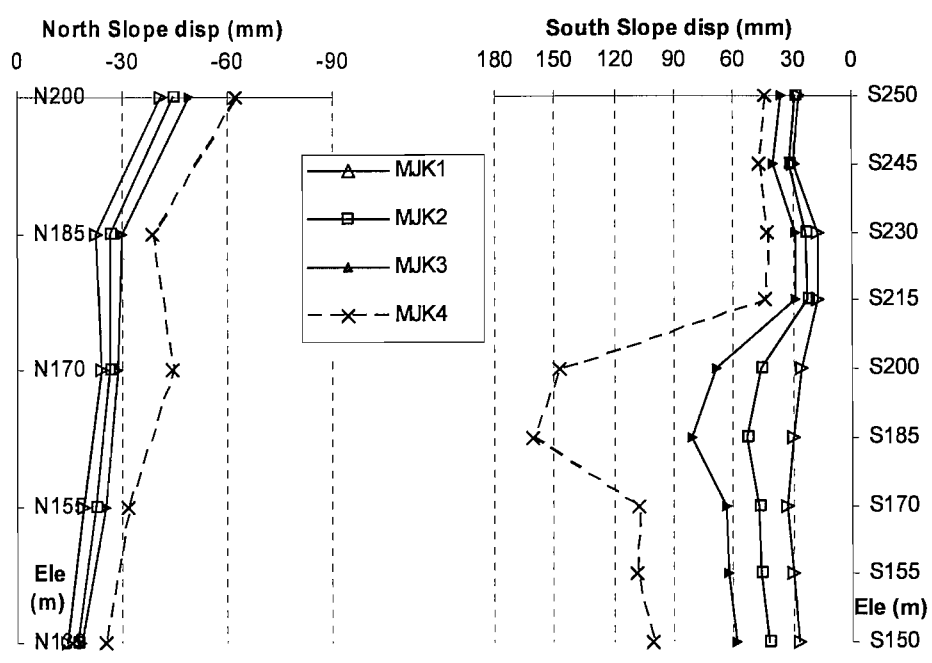 North Slope disp (mm)
0 -30 -60 -90
N200
N185
N170
N155
Ele
(m)
MJK1
MJK2
MJK3
MJK4
South Slope disp (mm)
180 150 120 90 60 30 0
S250
S245
S230
S215
S200
S185
S170
S155
Ele (m)
S150